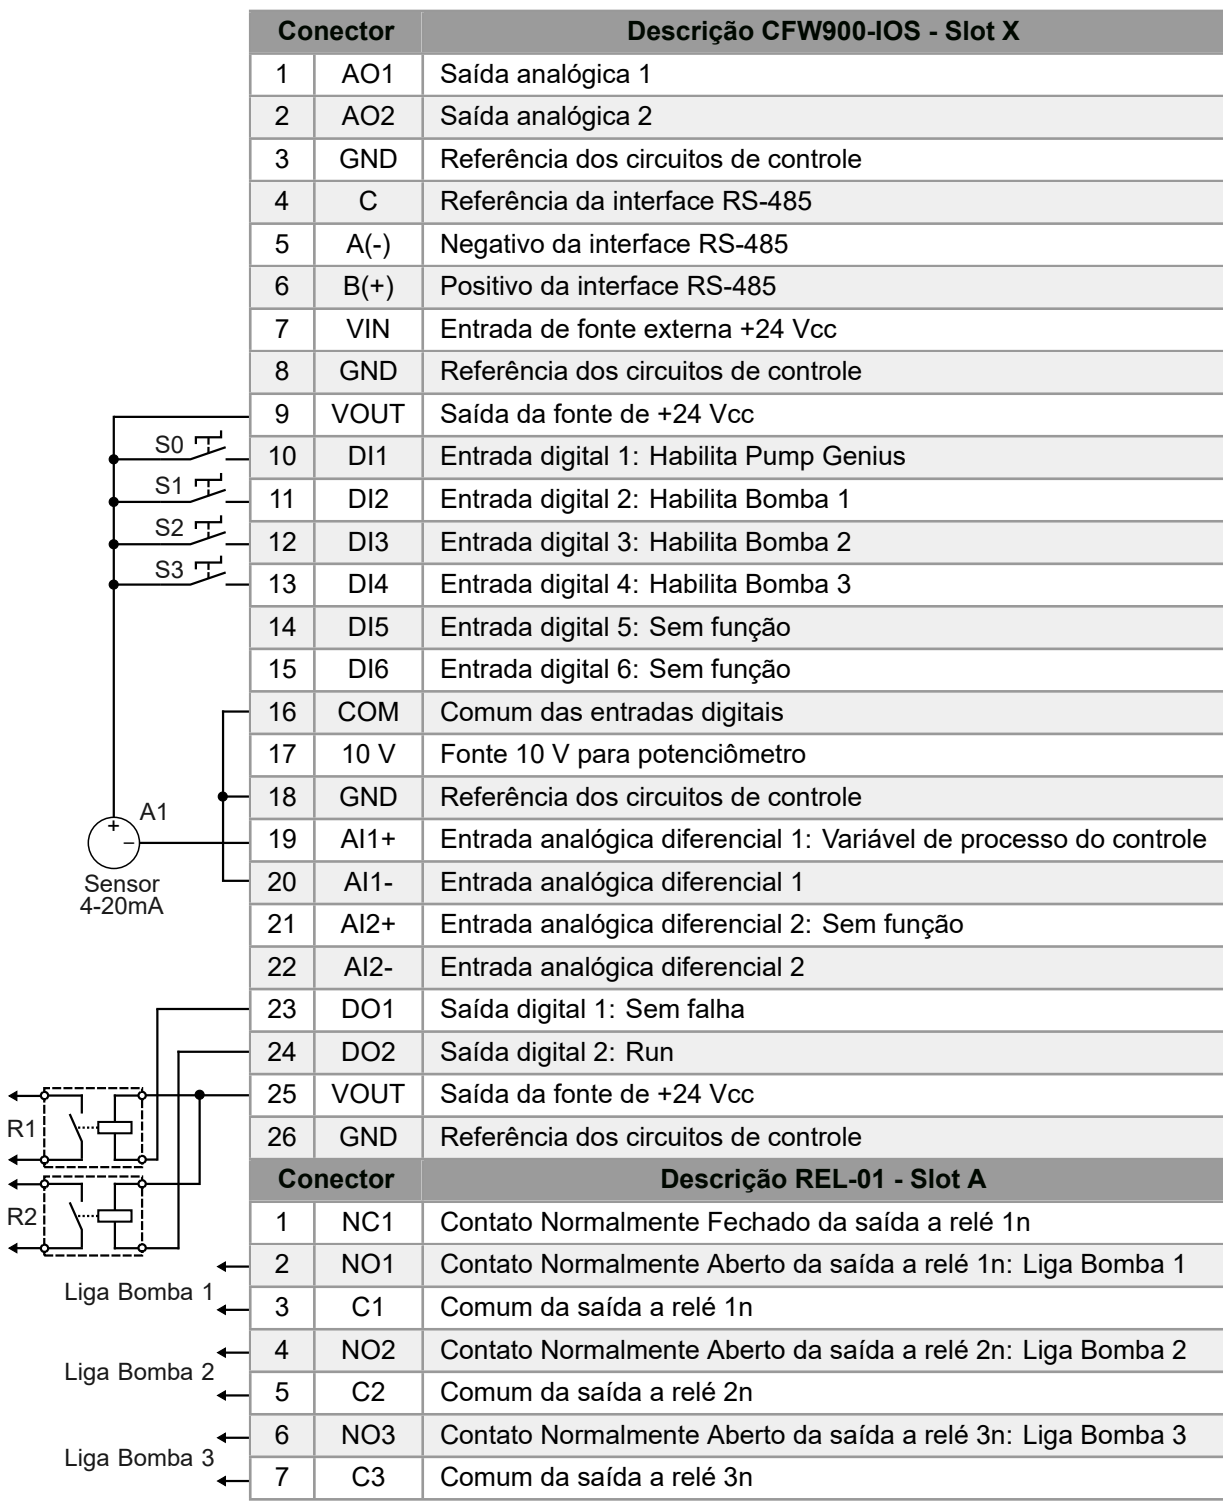 Conector Descrição CFW900-IOS - Slot X
1 AO1 Saída analógica 1
2 AO2 Saída analógica 2
3 GND Referência dos circuitos de controle
4 C Referência da interface RS-485
5 A(-) Negativo da interface RS-485
6 B(+) Positivo da interface RS-485
7 VIN Entrada de fonte externa +24 Vcc
8 GND Referência dos circuitos de controle
9 VOUT Saída da fonte de +24 Vcc
S0 10 DI1 Entrada digital 1: Habilita Pump Genius
S1 11 DI2 Entrada digital 2: Habilita Bomba 1
S2 12 DI3 Entrada digital 3: Habilita Bomba 2
S3 13 DI4 Entrada digital 4: Habilita Bomba 3
14 DI5 Entrada digital 5: Sem função
15 DI6 Entrada digital 6: Sem função
16 COM Comum das entradas digitais
17 10 V Fonte 10 V para potenciômetro
18 GND Referência dos circuitos de controle
A1
+
−
19 AI1+ Entrada analógica diferencial 1: Variável de processo do controle
Sensor
4-20mA
20 AI1- Entrada analógica diferencial 1
21 AI2+ Entrada analógica diferencial 2: Sem função
22 AI2- Entrada analógica diferencial 2
23 DO1 Saída digital 1: Sem falha
24 DO2 Saída digital 2: Run
25 VOUT Saída da fonte de +24 Vcc
R1
26 GND Referência dos circuitos de controle
Conector Descrição REL-01 - Slot A
R2
1 NC1 Contato Normalmente Fechado da saída a relé 1n
2 NO1 Contato Normalmente Aberto da saída a relé 1n: Liga Bomba 1
Liga Bomba 1
3 C1 Comum da saída a relé 1n
4 NO2 Contato Normalmente Aberto da saída a relé 2n: Liga Bomba 2
Liga Bomba 2
5 C2 Comum da saída a relé 2n
6 NO3 Contato Normalmente Aberto da saída a relé 3n: Liga Bomba 3
Liga Bomba 3
7 C3 Comum da saída a relé 3n